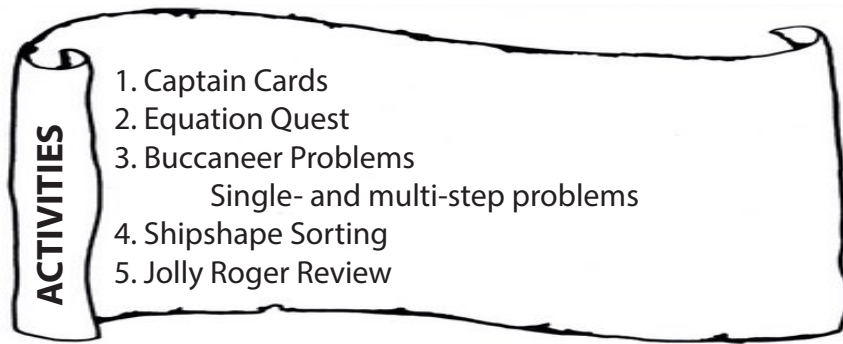 ACTIVITIES
1. Captain Cards
2. Equation Quest
3. Buccaneer Problems
Single- and multi-step problems
4. Shipshape Sorting
5. Jolly Roger Review